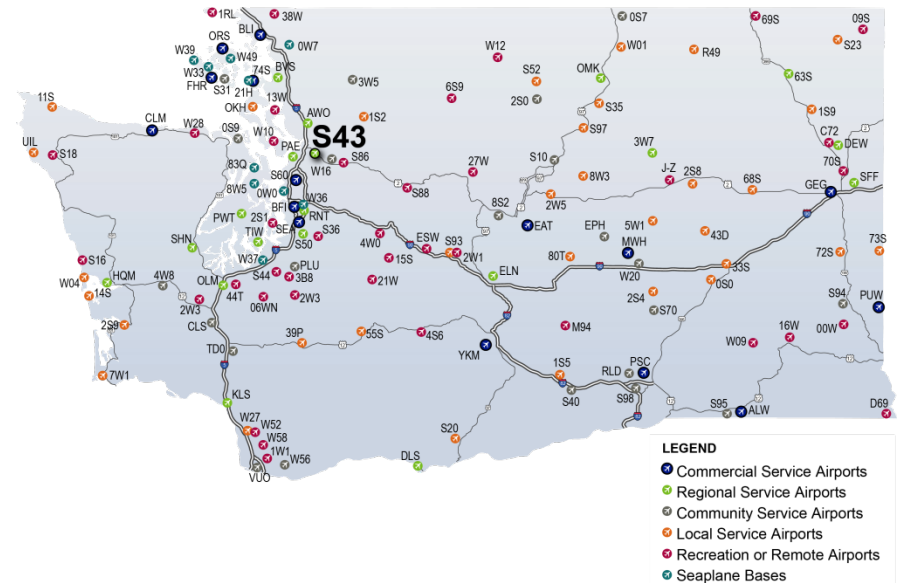 1RL
38W
BLI
ORS
0W7
W39
W49
W33
74S
BVS
FHR
S31
21H
OKH
13W
3W5
1S2
AWO
W10
PAE
S43
W16
S86
0S9
11S
CLM
W28
UIL
S18
83Q
S60
8W5
0W0
W36
BFI
RNT
PWT
2S1
SEA
TIW
S50
S36
SHN
W37
S44
PLU
3B8
OLM
44T
06WN
2W3
S16
HQM
W04
14S
4W8
2W3
CLS
2S9
TD0
39P
55S
4S6
7W1
KLS
W27
W52
W58
1W1
W56
VUO
DLS
S20
0S7
69S
09S
W12
W01
R49
S23
S52
OMK
63S
6S9
2S0
S35
1S9
S97
3W7
C72
DEW
S10
70S
27W
S88
8W3
J-Z
2S8
68S
GEG
SFF
2W5
8S2
EAT
EPH
5W1
43D
4W0
ESW
S93
2W1
15S
21W
80T
MWH
W20
33S
72S
73S
ELN
0S0
2S4
S70
S94
PUW
M94
16W
00W
W09
YKM
1S5
RLD
PSC
S40
S98
S95
ALW
D69
LEGEND
Commercial Service Airports
Regional Service Airports
Community Service Airports
Local Service Airports
Recreation or Remote Airports
Seaplane Bases